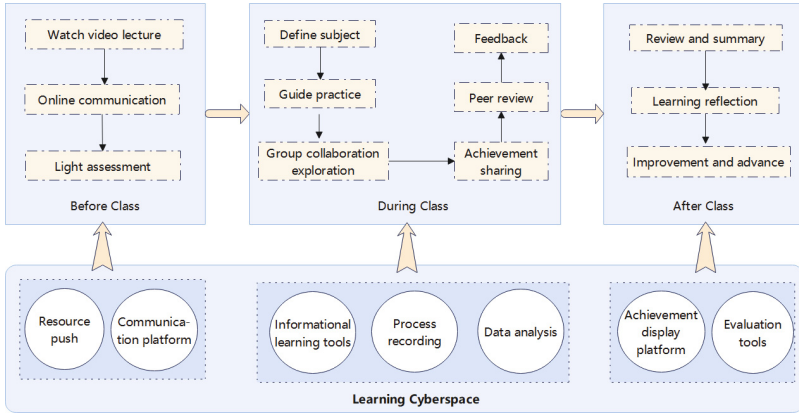 Watch video lecture
Online communication
Light assessment
Before Class
Define subject
Guide practice
Group collaboration
exploration
Achievement
sharing
Peer review
Feedback
During Class
Review and summary
Learning reflection
Improvement and advance
After Class
Resource
push
Communica-
tion platform
Informational
learning tools
Process
recording
Data analysis
Achievement
display
platform
Evaluation
tools
Learning Cyberspace